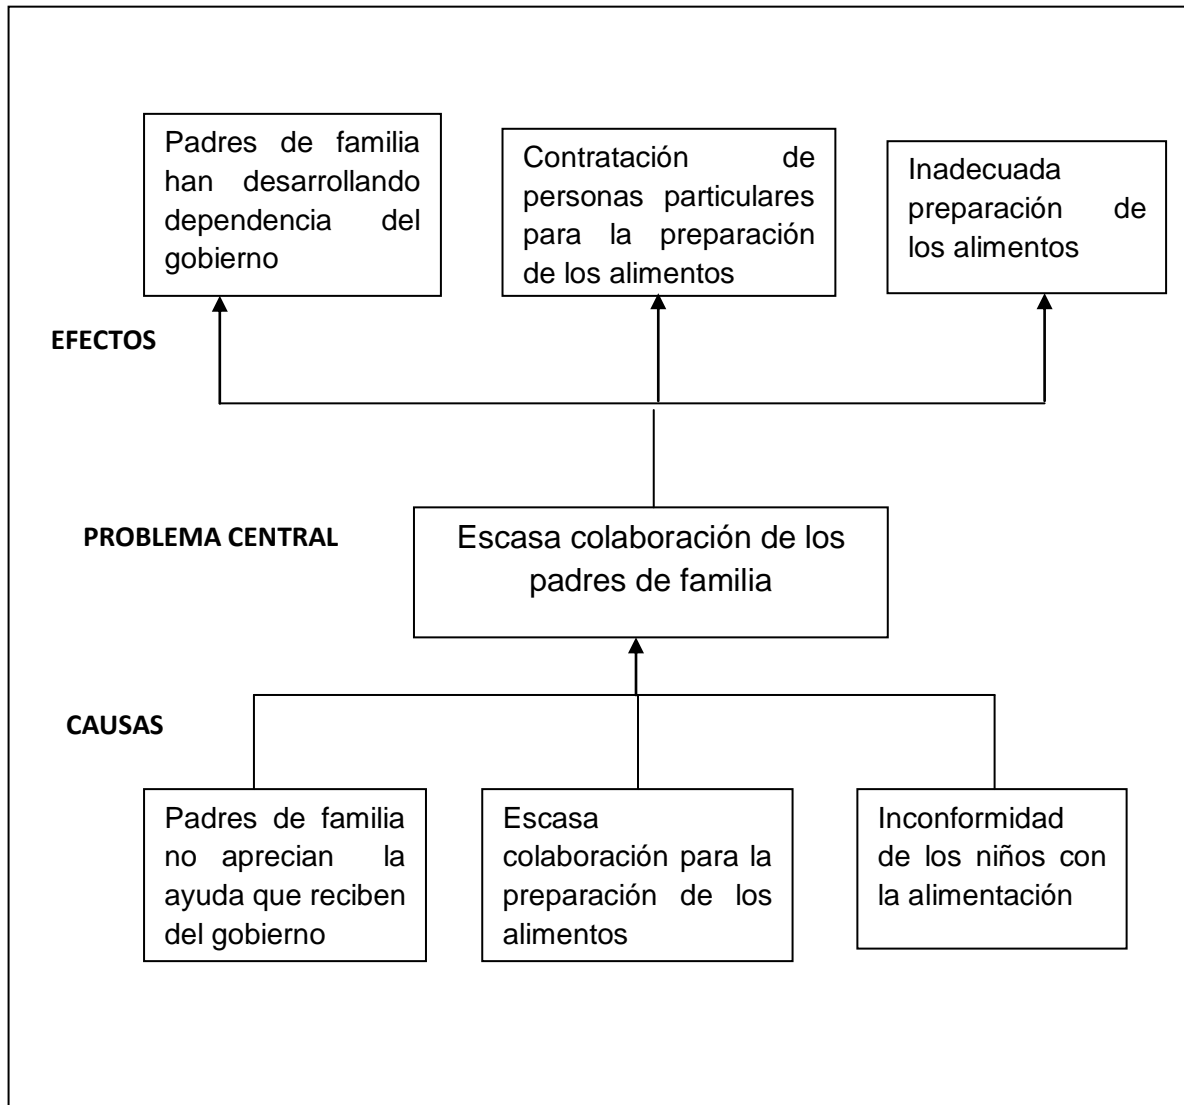 Padres de familia
han desarrollando
dependencia del
gobierno
Contratación de
personas particulares
para la preparación
de los alimentos
Inadecuada
preparación de
los alimentos
EFECTOS
PROBLEMA CENTRAL
Escasa colaboración de los
padres de familia
CAUSAS
Padres de familia
no aprecian la
ayuda que reciben
del gobierno
Escasa
colaboración para la
preparación de los
alimentos
Inconformidad
de los niños con
la alimentación